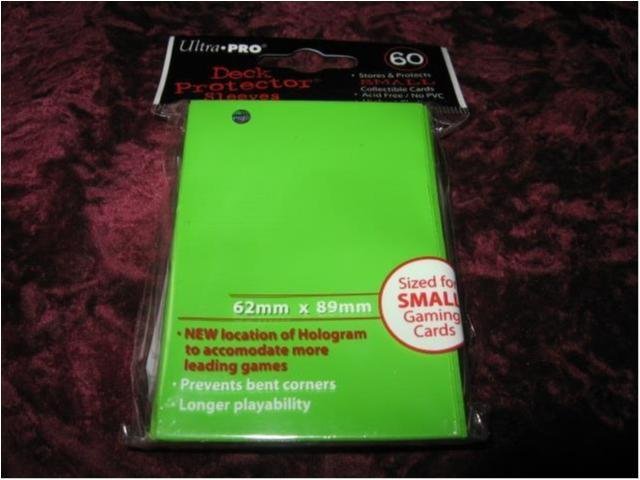 Ultra•PRO®
60
Deck
Protector®
Sleeves
• Stores & Protects
SMALL
Collectible Cards
• Acid Free / No PVC
62mm x 89mm
Sized for
SMALL
Gaming
Cards
• NEW location of Hologram
to accomodate more
leading games
• Prevents bent corners
• Longer playability